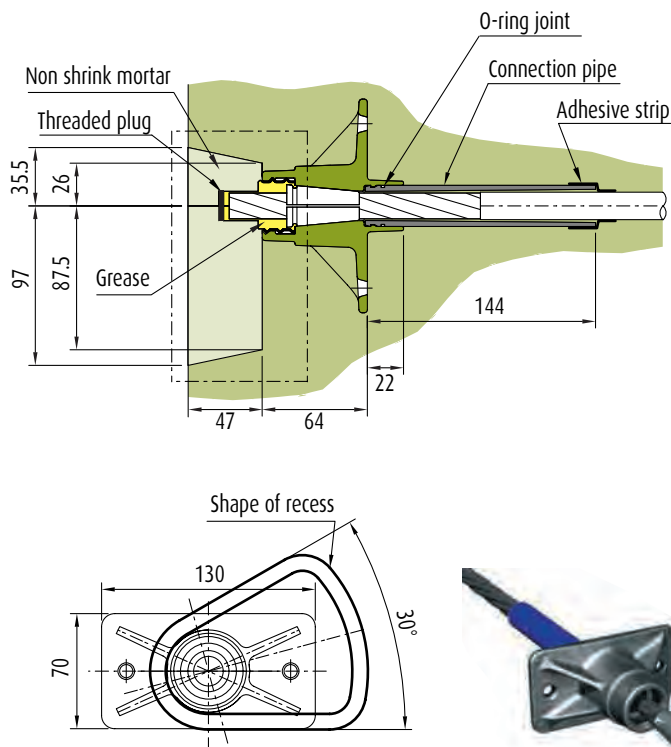 O-ring joint
Connection pipe
Non shrink mortar
Adhesive strip
Threaded plug
35.5
26
97
87.5
Grease
144
22
47
64
Shape of recess
130
30°
70